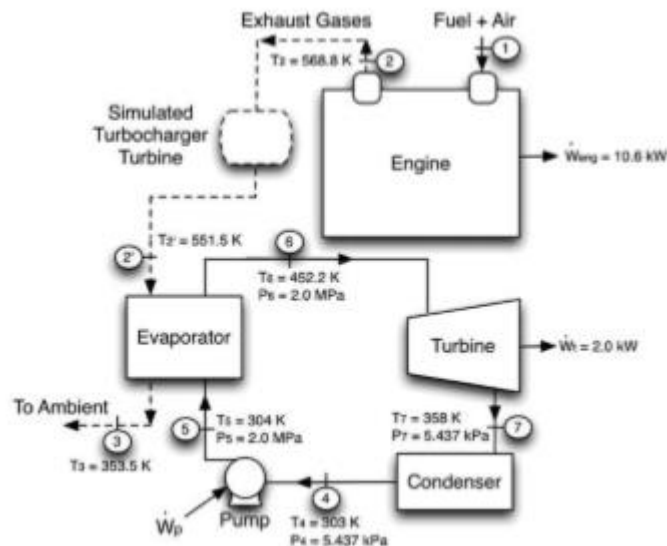 Exhaust Gases
Fuel + Air
1
2
T2 = 568.8 K
Simulated
Turbocharger
Turbine
Engine
Ẇeng = 10.6 kW
2'
T2' = 551.5 K
6
T6 = 452.2 K
P6 = 2.0 MPa
Evaporator
Turbine
Ẇt = 2.0 kW
To Ambient
3
T3 = 353.5 K
5
T5 = 304 K
P5 = 2.0 MPa
T7 = 358 K
P7 = 5.437 kPa
7
Condenser
4
Ẇp
Pump
T4 = 303 K
P4 = 5.437 kPa